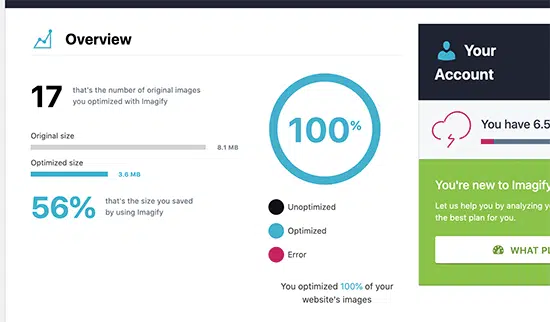 Overview
17
that's the number of original images
you optimized with Imagify
Original size
8.1 MB
Optimized size
3.6 MB
56%
that's the size you saved
by using Imagify
100%
Unoptimized
Optimized
Error
You optimized 100% of your
website's images
Your
Account
You have 6.5
You're new to Imagify
Let us help you by analyzing
the best plan for you.
WHAT